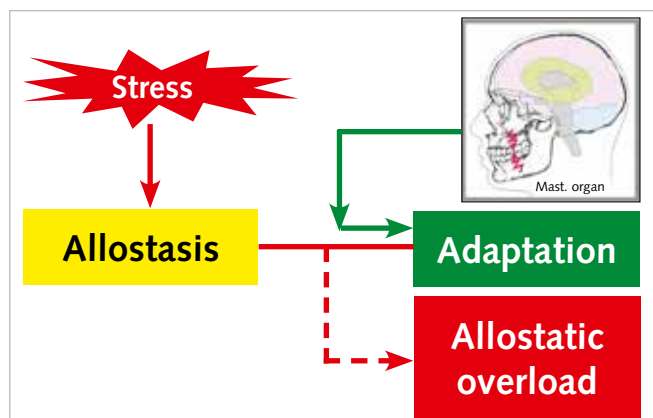 Stress
Mast. organ
Allostasis
Adaptation
Allostatic
overload